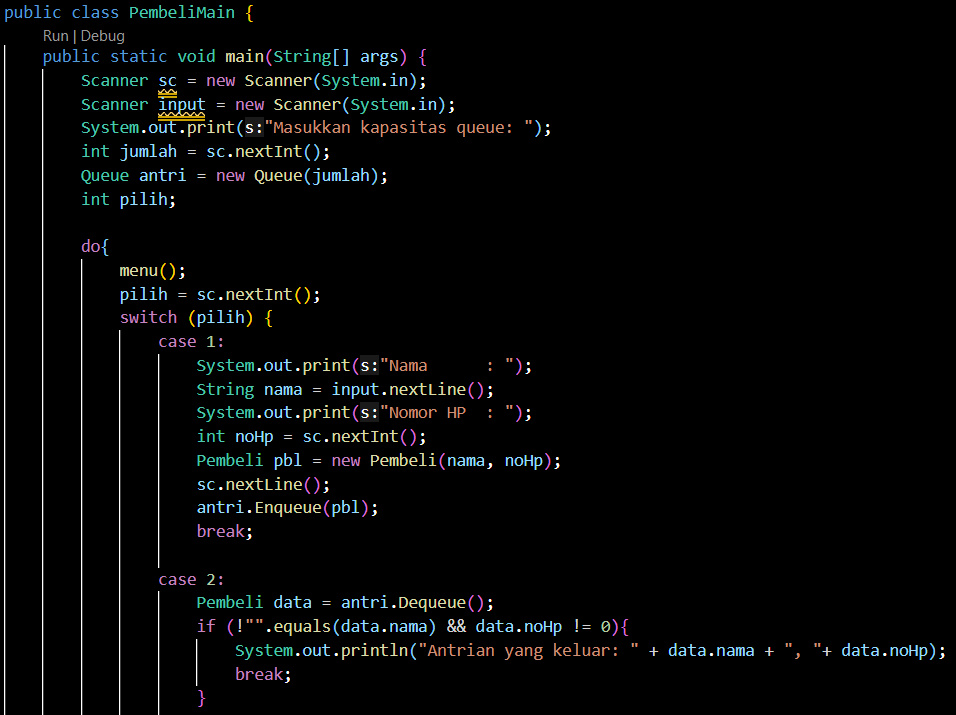 public class PembeliMain {
Run | Debug
public static void main(String[] args) {
Scanner sc = new Scanner(System.in);
Scanner input = new Scanner(System.in);
System.out.print(s:"Masukkan kapasitas queue: ");
int jumlah = sc.nextInt();
Queue antri = new Queue(jumlah);
int pilih;
do{
menu();
pilih = sc.nextInt();
switch (pilih) {
case 1:
System.out.print(s:"Nama      : ");
String nama = input.nextLine();
System.out.print(s:"Nomor HP  : ");
int noHp = sc.nextInt();
Pembeli pbl = new Pembeli(nama, noHp);
sc.nextLine();
antri.Enqueue(pbl);
break;
case 2:
Pembeli data = antri.Dequeue();
if (!"".equals(data.nama) && data.noHp != 0){
System.out.println("Antrian yang keluar: " + data.nama + ", "+ data.noHp);
break;
}